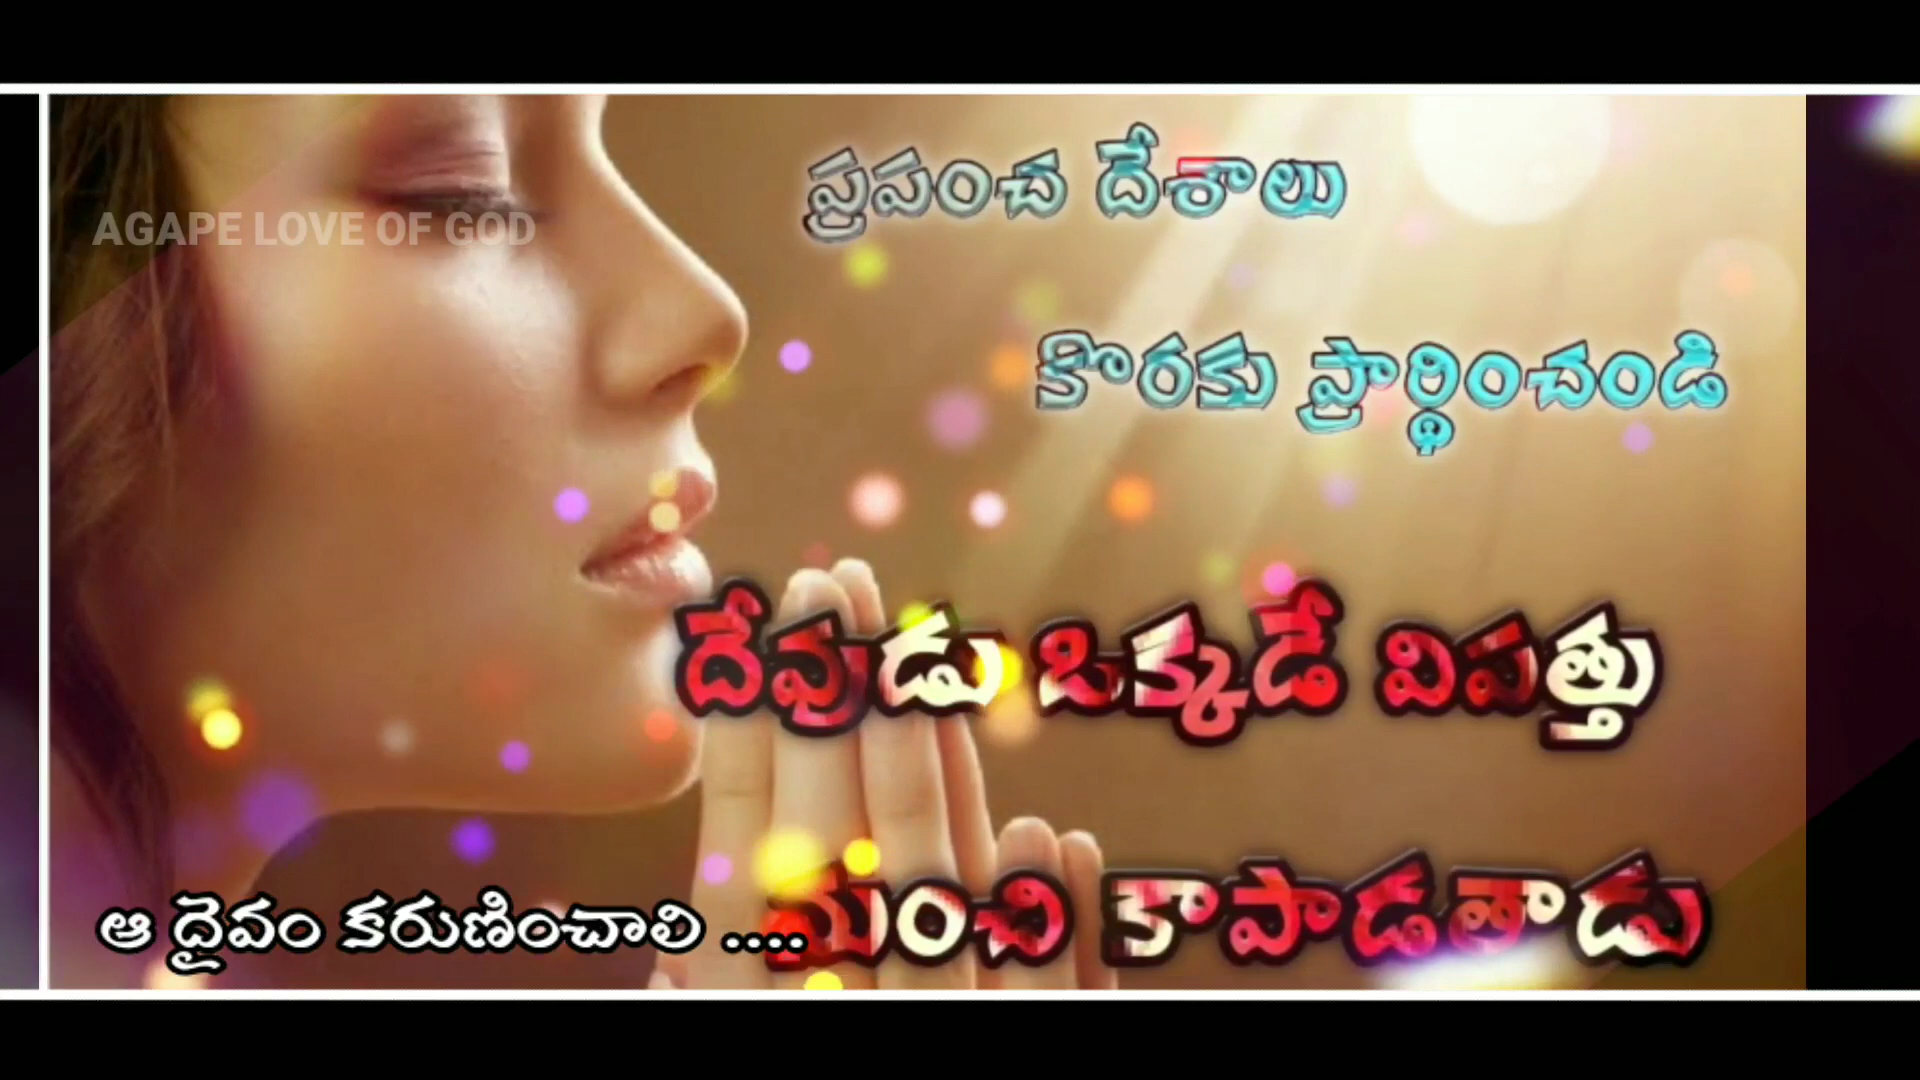 AGAPE LOVE OF GOD
ప్రపంచ దేశాలు
కొరకు ప్రార్థించండి
దేవుడు ఒక్కడే విపత్తు
నుంచి కాపాడతాడు
ఆ దైవం కరుణించాలి ....